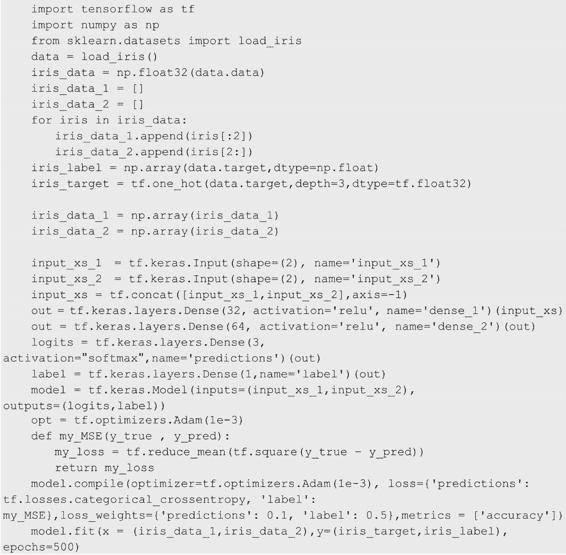 import tensorflow as tf
import numpy as np
from sklearn.datasets import load_iris
data = load_iris()
iris_data = np.float32(data.data)
iris_data_1 = []
iris_data_2 = []
for iris in iris_data:
    iris_data_1.append(iris[:2])
    iris_data_2.append(iris[2:])
iris_label = np.array(data.target,dtype=np.float)
iris_target = tf.one_hot(data.target,depth=3,dtype=tf.float32)

iris_data_1 = np.array(iris_data_1)
iris_data_2 = np.array(iris_data_2)

input_xs_1 = tf.keras.Input(shape=(2), name='input_xs_1')
input_xs_2 = tf.keras.Input(shape=(2), name='input_xs_2')
input_xs = tf.concat([input_xs_1,input_xs_2],axis=-1)
out = tf.keras.layers.Dense(32, activation='relu', name='dense_1')(input_xs)
out = tf.keras.layers.Dense(64, activation='relu', name='dense_2')(out)
logits = tf.keras.layers.Dense(3,
activation="softmax",name='predictions')(out)
label = tf.keras.layers.Dense(1,name='label')(out)
model = tf.keras.Model(inputs=(input_xs_1,input_xs_2),
outputs=(logits,label))
opt = tf.optimizers.Adam(1e-3)
def my_MSE(y_true , y_pred):
    my_loss = tf.reduce_mean(tf.square(y_true - y_pred))
    return my_loss
model.compile(optimizer=tf.optimizers.Adam(1e-3), loss={'predictions':
tf.losses.categorical_crossentropy, 'label':
my_MSE},loss_weights={'predictions': 0.1, 'label': 0.5},metrics = ['accuracy'])
model.fit(x = (iris_data_1,iris_data_2),y=(iris_target,iris_label),
epochs=500)